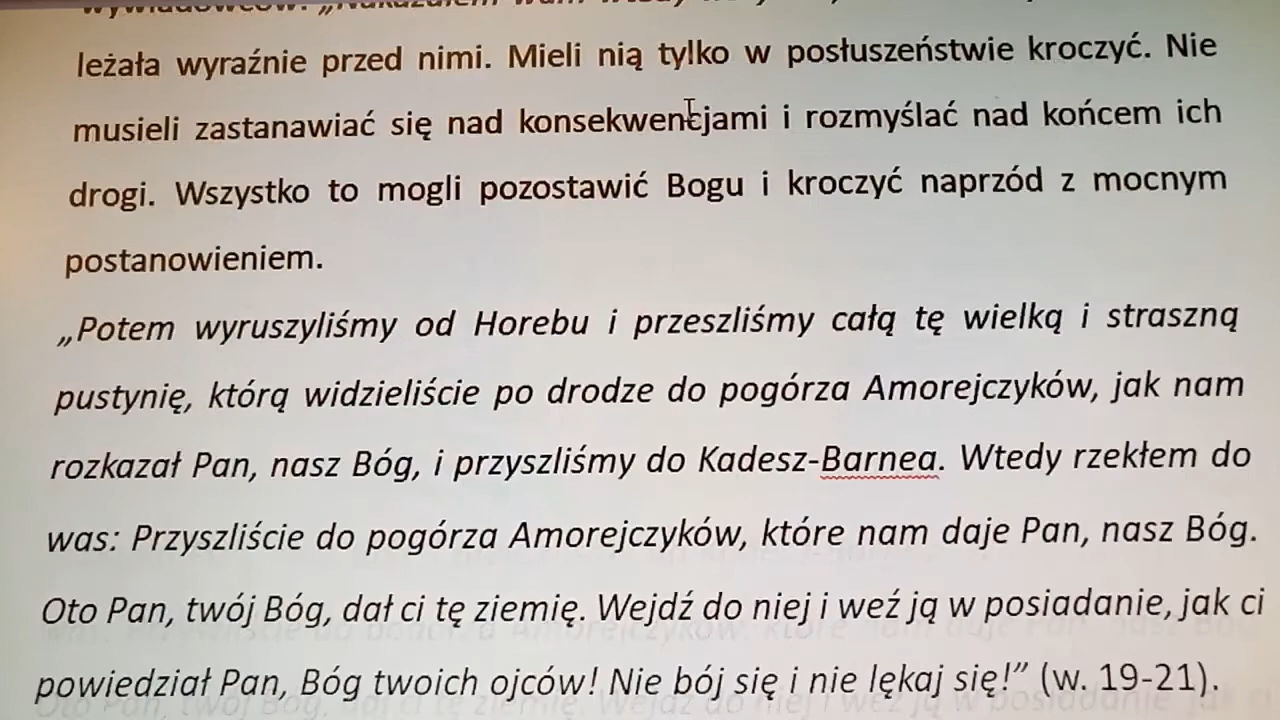 leżała wyraźnie przed nimi. Mieli nią tylko w posłuszeństwie kroczyć. Nie
musieli zastanawiać się nad konsekwencjami i rozmyślać nad końcem ich
drogi. Wszystko to mogli pozostawić Bogu i kroczyć naprzód z mocnym
postanowieniem.
„Potem wyruszyliśmy od Horebu i przeszliśmy całą tę wielką i straszną
pustynię, którą widzieliście po drodze do pogórza Amorejczyków, jak nam
rozkazał Pan, nasz Bóg, i przyszliśmy do Kadesz-Barnea. Wtedy rzekłem do
was: Przyszliście do pogórza Amorejczyków, które nam daje Pan, nasz Bóg.
Oto Pan, twój Bóg, dał ci tę ziemię. Wejdź do niej i weź ją w posiadanie, jak ci
powiedział Pan, Bóg twoich ojców! Nie bój się i nie lękaj się!” (w. 19-21).